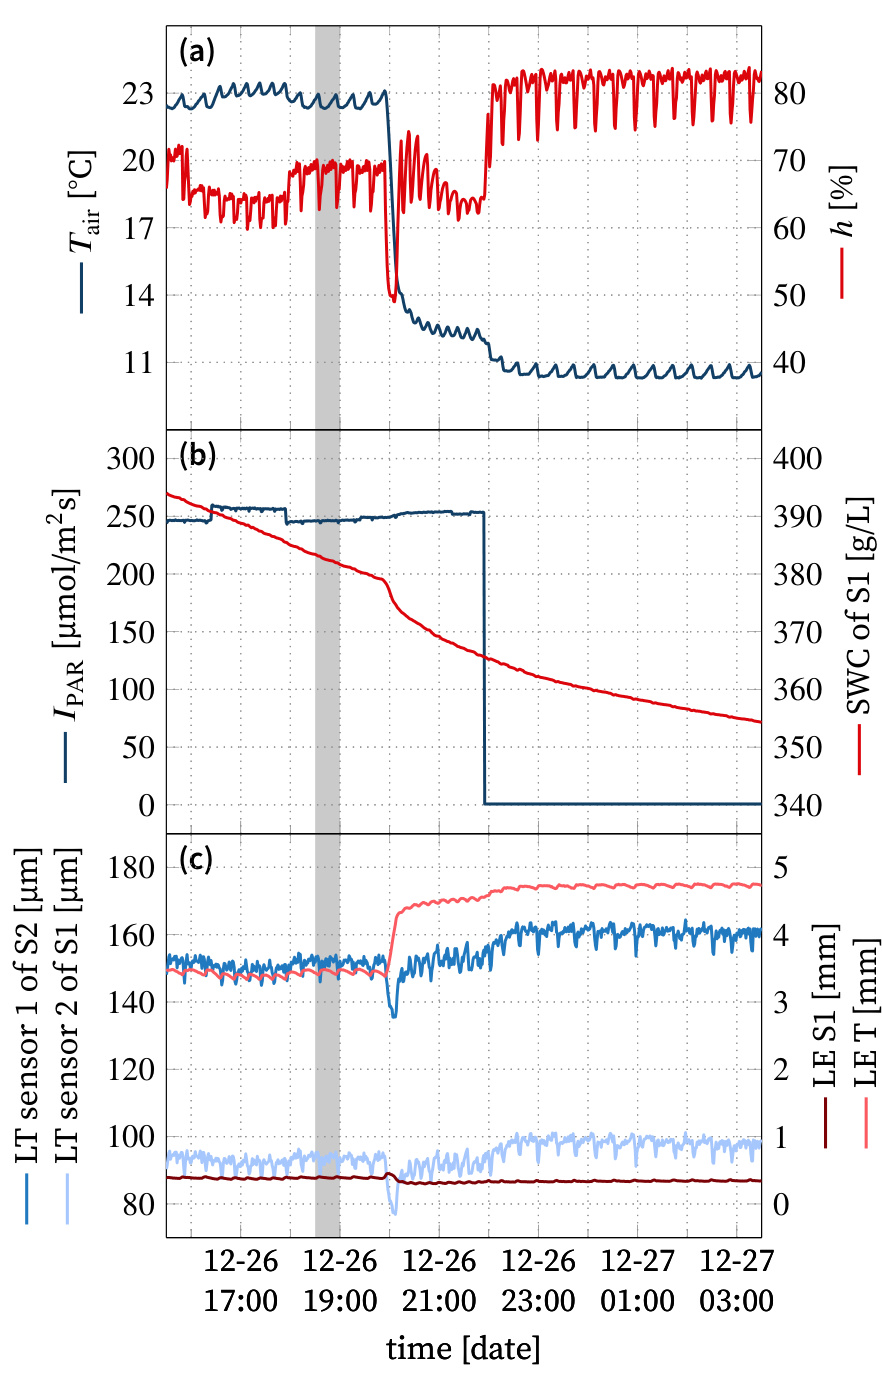 (a)
23
20
17
14
11
T_air [°C]
80
70
60
50
40
h [%]
(b)
300
250
200
150
100
50
0
I_PAR [µmol/m²s]
400
390
380
370
360
350
340
SWC of S1 [g/L]
(c)
180
160
140
120
100
80
LT sensor 1 of S2 [µm]
LT sensor 2 of S1 [µm]
5
4
3
2
1
0
LE S1 [mm]
LE T [mm]
12-26 12-26 12-26 12-26 12-27 12-27
17:00 19:00 21:00 23:00 01:00 03:00
time [date]